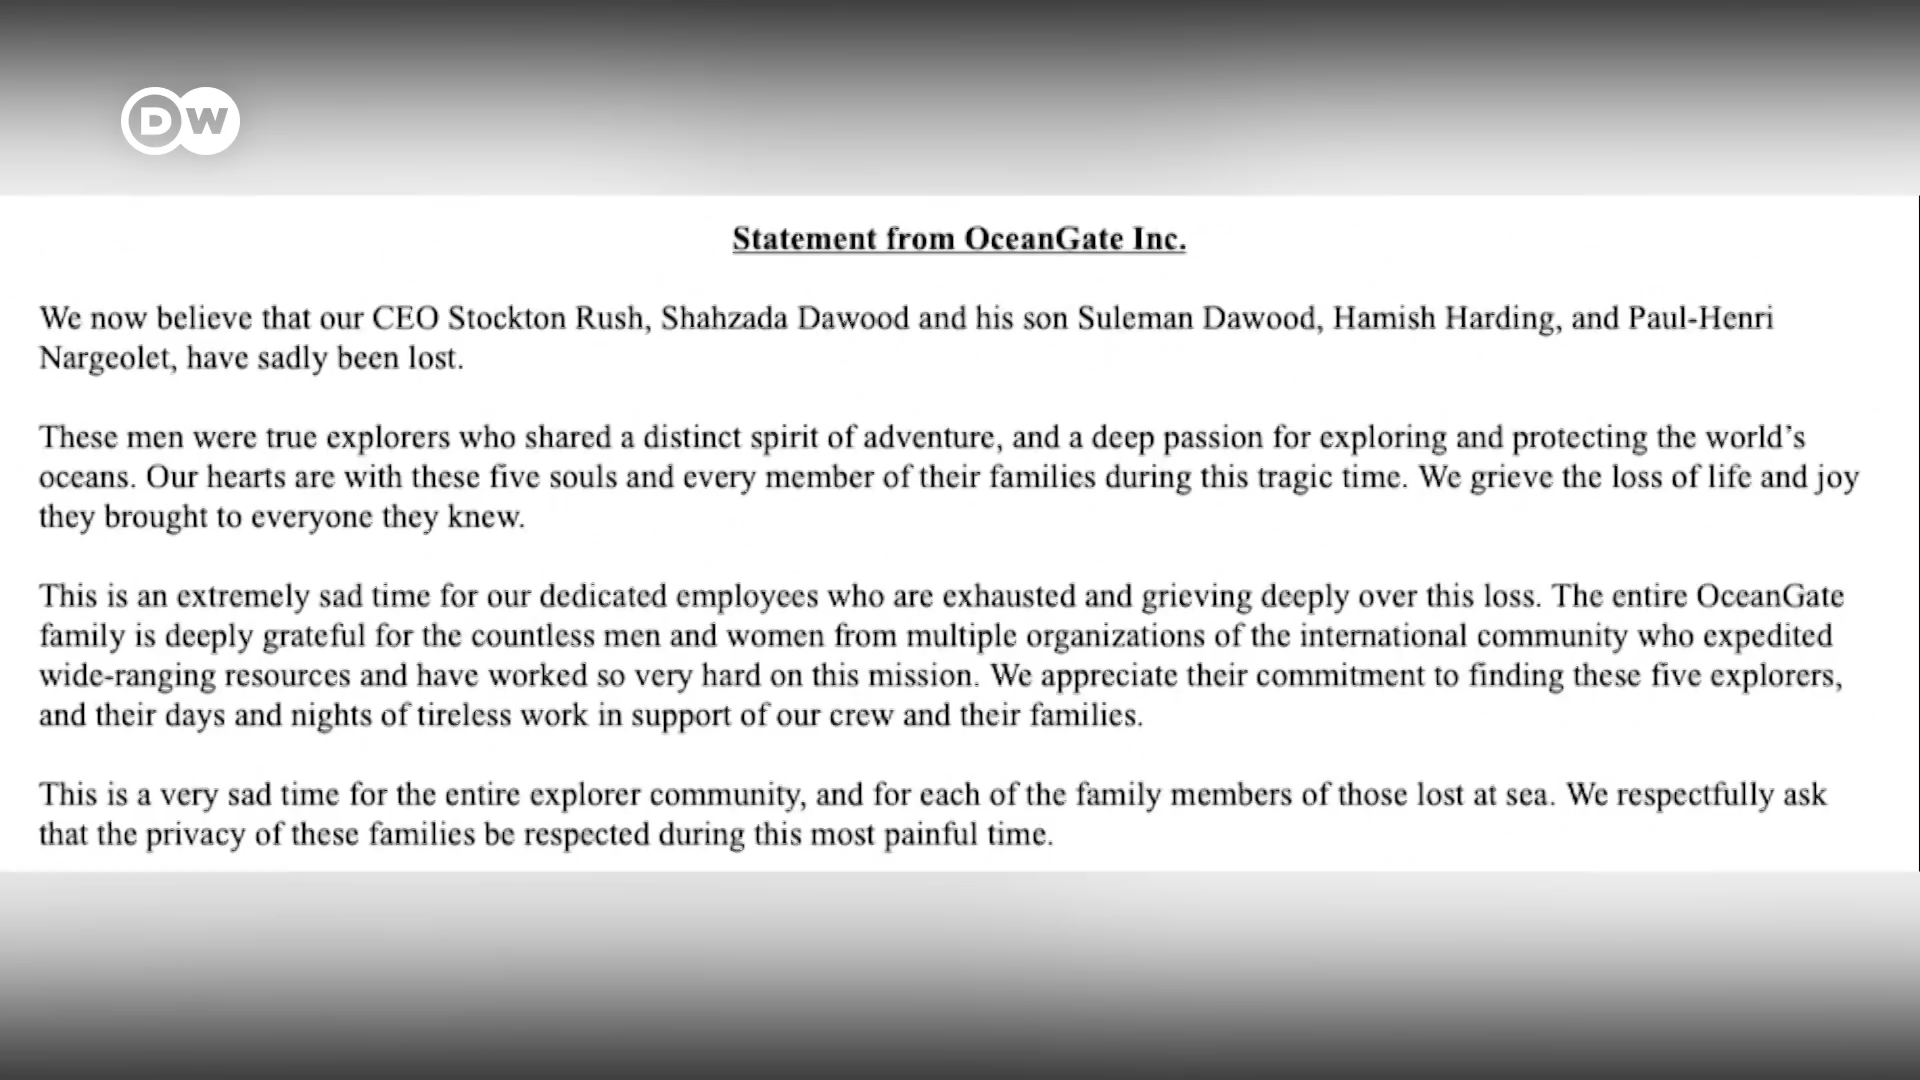 DW
Statement from OceanGate Inc.
We now believe that our CEO Stockton Rush, Shahzada Dawood and his son Suleman Dawood, Hamish Harding, and Paul-Henri
Nargeolet, have sadly been lost.
These men were true explorers who shared a distinct spirit of adventure, and a deep passion for exploring and protecting the world’s
oceans. Our hearts are with these five souls and every member of their families during this tragic time. We grieve the loss of life and joy
they brought to everyone they knew.
This is an extremely sad time for our dedicated employees who are exhausted and grieving deeply over this loss. The entire OceanGate
family is deeply grateful for the countless men and women from multiple organizations of the international community who expedited
wide-ranging resources and have worked so very hard on this mission. We appreciate their commitment to finding these five explorers,
and their days and nights of tireless work in support of our crew and their families.
This is a very sad time for the entire explorer community, and for each of the family members of those lost at sea. We respectfully ask
that the privacy of these families be respected during this most painful time.